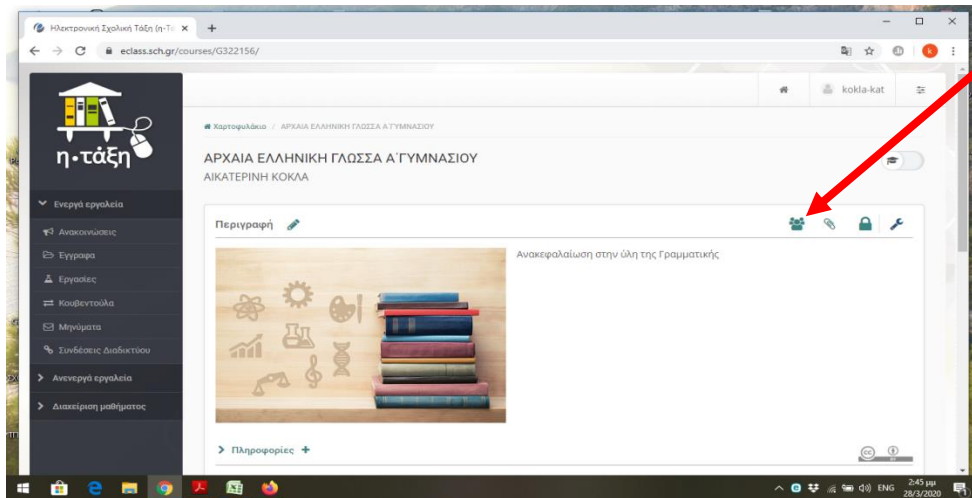 Ηλεκτρονική Σχολική Τάξη (η-Τά
eclass.sch.gr/courses/G322156/
k
kokla-kat
η•τάξη
Χαρτοφυλάκιο / ΑΡΧΑΙΑ ΕΛΛΗΝΙΚΗ ΓΛΩΣΣΑ Α΄ΓΥΜΝΑΣΙΟΥ
ΑΡΧΑΙΑ ΕΛΛΗΝΙΚΗ ΓΛΩΣΣΑ Α΄ΓΥΜΝΑΣΙΟΥ
ΑΙΚΑΤΕΡΙΝΗ ΚΟΚΛΑ
Ενεργά εργαλεία
Ανακοινώσεις
Έγγραφα
Εργασίες
Κουβεντούλα
Μηνύματα
Συνδέσεις Διαδικτύου
Ανενεργά εργαλεία
Διαχείριση μαθήματος
Περιγραφή
Ανακεφαλαίωση στην ύλη της Γραμματικής
Πληροφορίες
ENG
2:45 μμ
28/3/2020